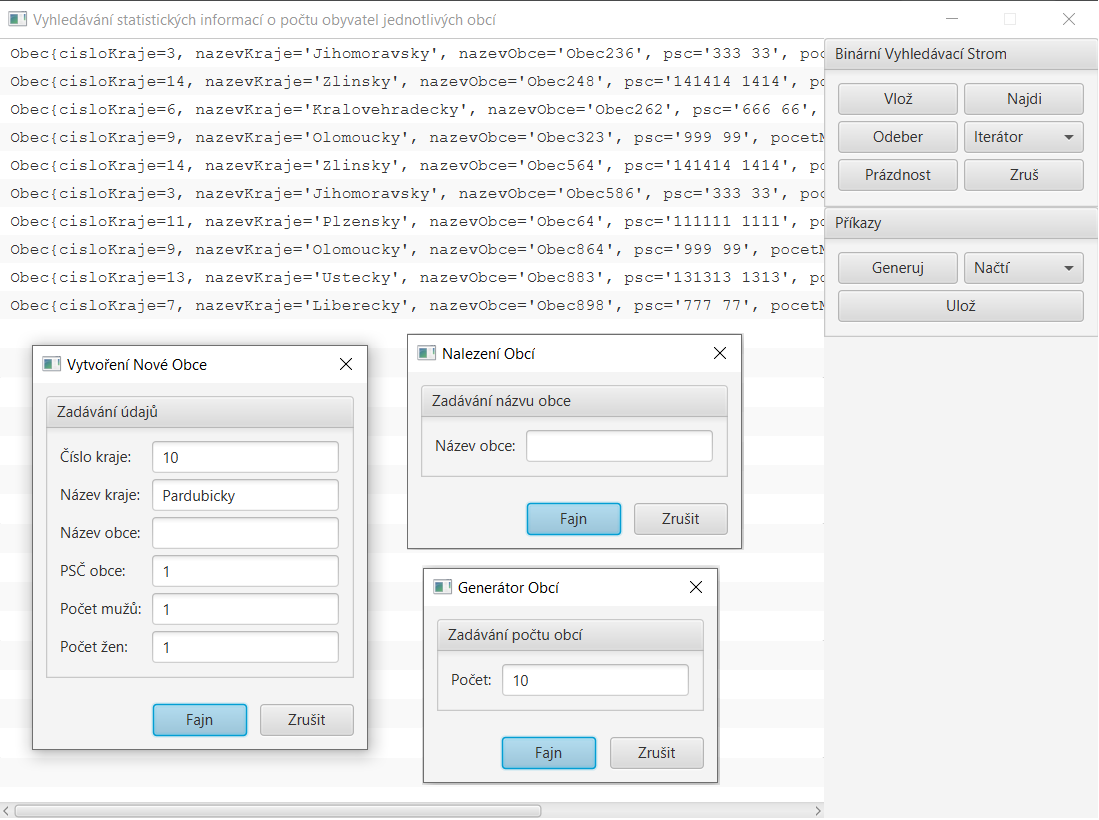 Vyhledávání statistických informací o počtu obyvatel jednotlivých obcí
Obec{cisloKraje=3, nazevKraje='Jihomoravsky', nazevObce='Obec236', psc='333 33', poc
Obec{cisloKraje=14, nazevKraje='Zlinsky', nazevObce='Obec248', psc='141414 1414', po
Obec{cisloKraje=6, nazevKraje='Kralovehradecky', nazevObce='Obec262', psc='666 66',
Obec{cisloKraje=9, nazevKraje='Olomoucky', nazevObce='Obec323', psc='999 99', pocetM
Obec{cisloKraje=14, nazevKraje='Zlinsky', nazevObce='Obec564', psc='141414 1414', po
Obec{cisloKraje=3, nazevKraje='Jihomoravsky', nazevObce='Obec586', psc='333 33', poc
Obec{cisloKraje=11, nazevKraje='Plzensky', nazevObce='Obec64', psc='111111 1111', po
Obec{cisloKraje=9, nazevKraje='Olomoucky', nazevObce='Obec864', psc='999 99', pocetM
Obec{cisloKraje=13, nazevKraje='Ustecky', nazevObce='Obec883', psc='131313 1313', po
Obec{cisloKraje=7, nazevKraje='Liberecky', nazevObce='Obec898', psc='777 77', pocetM
Binární Vyhledávací Strom
Vlož Najdi
Odeber Iterátor
Prázdnost Zruš
Příkazy
Generuj Načtí
Ulož
Vytvoření Nové Obce
Zadávání údajů
Číslo kraje: 10
Název kraje: Pardubicky
Název obce:
PSČ obce: 1
Počet mužů: 1
Počet žen: 1
Fajn Zrušit
Nalezení Obcí
Zadávání názvu obce
Název obce:
Fajn Zrušit
Generátor Obcí
Zadávání počtu obcí
Počet: 10
Fajn Zrušit